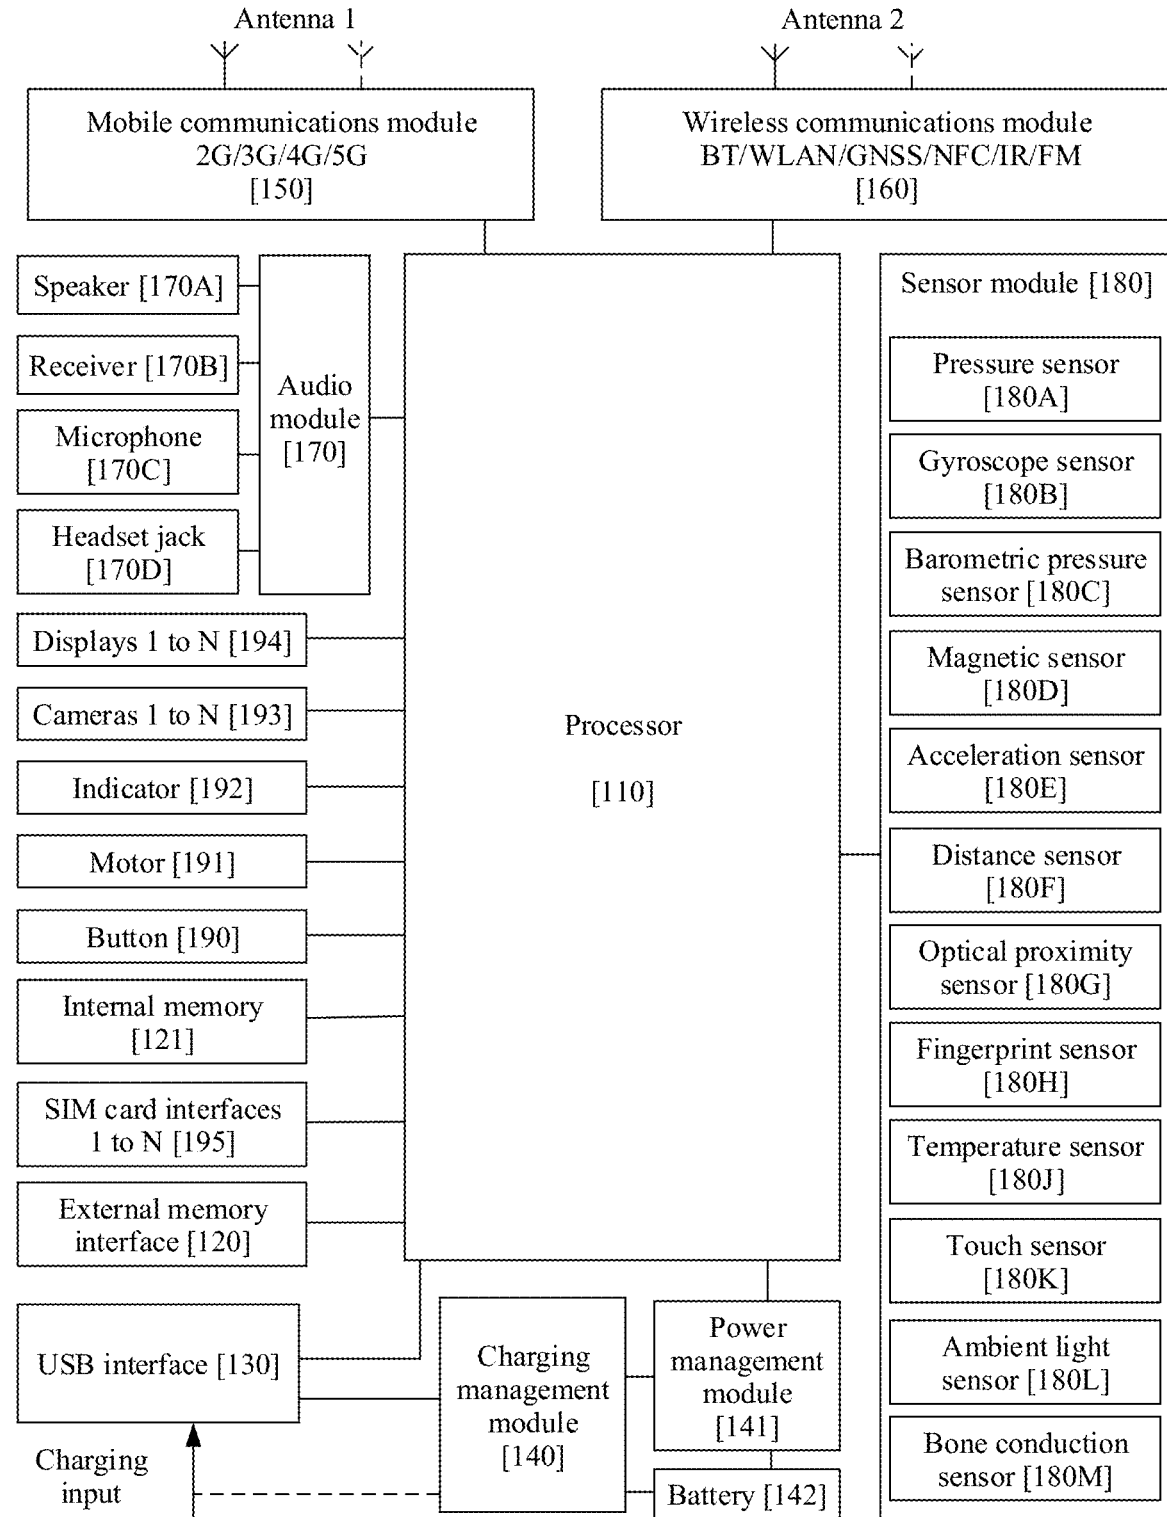 Antenna 1
Antenna 2
Mobile communications module
2G/3G/4G/5G
[150]
Wireless communications module
BT/WLAN/GNSS/NFC/IR/FM
[160]
Speaker [170A]
Receiver [170B]
Microphone
[170C]
Headset jack
[170D]
Audio
module
[170]
Displays 1 to N [194]
Cameras 1 to N [193]
Indicator [192]
Motor [191]
Button [190]
Internal memory
[121]
SIM card interfaces
1 to N [195]
External memory
interface [120]
Processor
[110]
Sensor module [180]
Pressure sensor
[180A]
Gyroscope sensor
[180B]
Barometric pressure
sensor [180C]
Magnetic sensor
[180D]
Acceleration sensor
[180E]
Distance sensor
[180F]
Optical proximity
sensor [180G]
Fingerprint sensor
[180H]
Temperature sensor
[180J]
Touch sensor
[180K]
Ambient light
sensor [180L]
Bone conduction
sensor [180M]
USB interface [130]
Charging
management
module
[140]
Power
management
module
[141]
Charging
input
Battery [142]